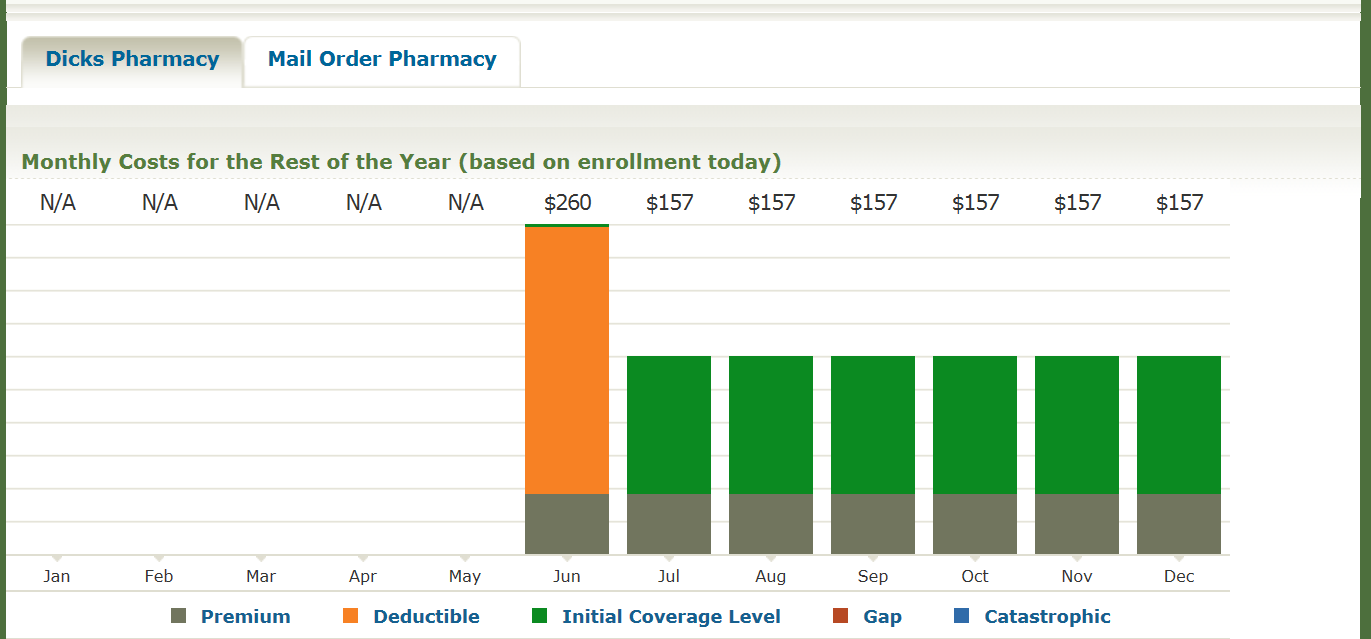 Dicks Pharmacy Mail Order Pharmacy
Monthly Costs for the Rest of the Year (based on enrollment today)
N/A N/A N/A N/A N/A $260 $157 $157 $157 $157 $157 $157
Jan Feb Mar Apr May Jun Jul Aug Sep Oct Nov Dec
Premium Deductible Initial Coverage Level Gap Catastrophic